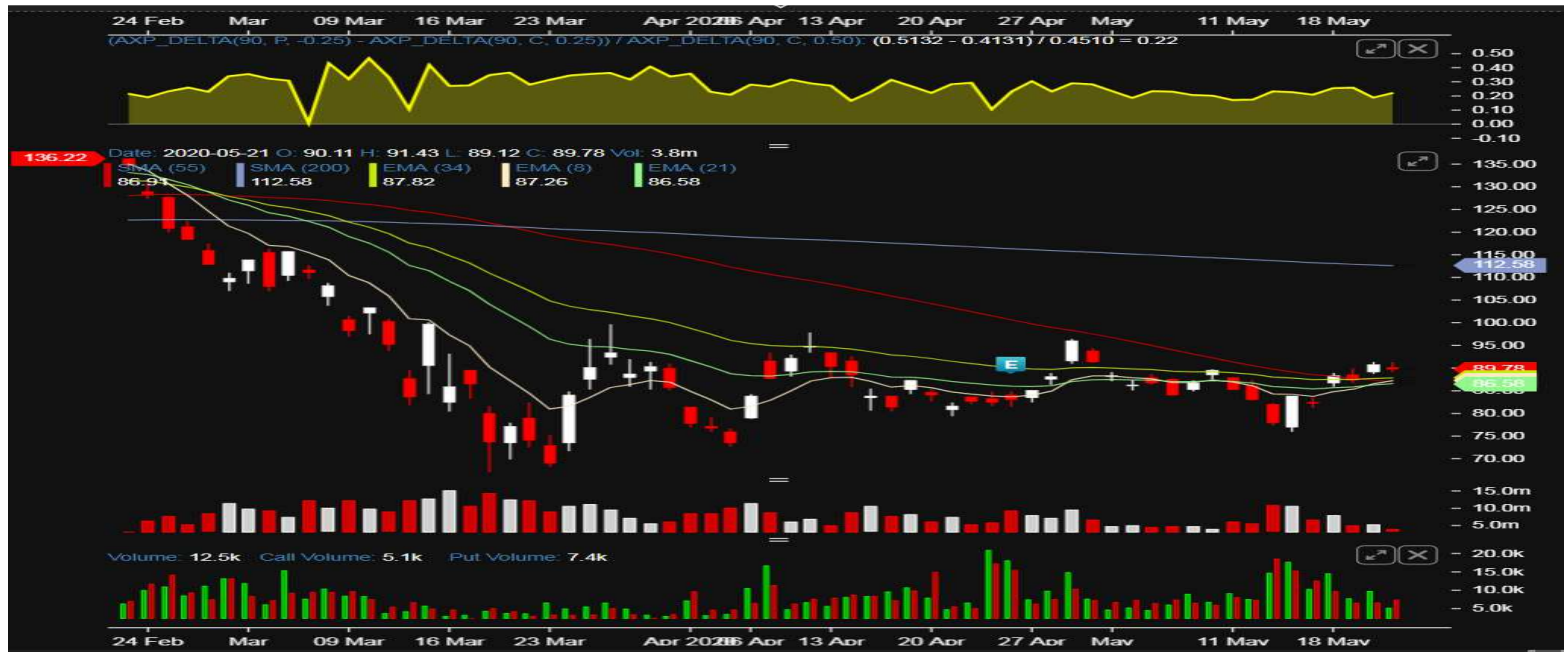 24 Feb Mar 09 Mar 16 Mar 23 Mar Apr 2020 06 Apr 13 Apr 20 Apr 27 Apr May 11 May 18 May
(AXP_DELTA(90, P, -0.25) - AXP_DELTA(90, C, 0.25)) / AXP_DELTA(90, C, 0.50): (0.5132 - 0.4131) / 0.4510 = 0.22
0.50
0.40
0.30
0.20
0.10
0.00
-0.10
136.22
Date: 2020-05-21 O: 90.11 H: 91.43 L: 89.12 C: 89.78 Vol: 3.8m
SMA (55) SMA (200) EMA (34) EMA (8) EMA (21)
86.91 112.58 87.82 87.26 86.58
135.00
130.00
125.00
120.00
115.00
112.58
110.00
105.00
100.00
95.00
E
89.78
86.58
85.00
80.00
75.00
70.00
15.0m
10.0m
5.0m
Volume: 12.5k Call Volume: 5.1k Put Volume: 7.4k
20.0k
15.0k
10.0k
5.0k
24 Feb Mar 09 Mar 16 Mar 23 Mar Apr 2020 06 Apr 13 Apr 20 Apr 27 Apr May 11 May 18 May